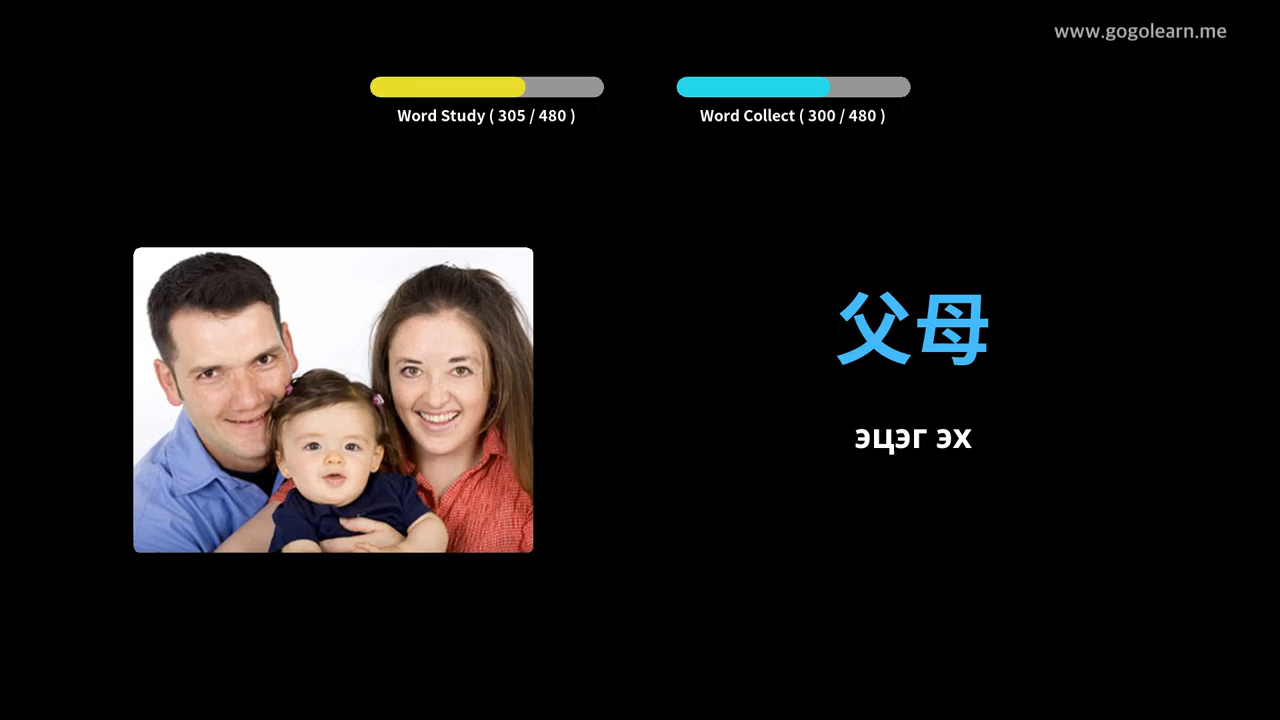 www.gogolearn.me
Word Study ( 305 / 480 )
Word Collect ( 300 / 480 )
父母
эцэг эх